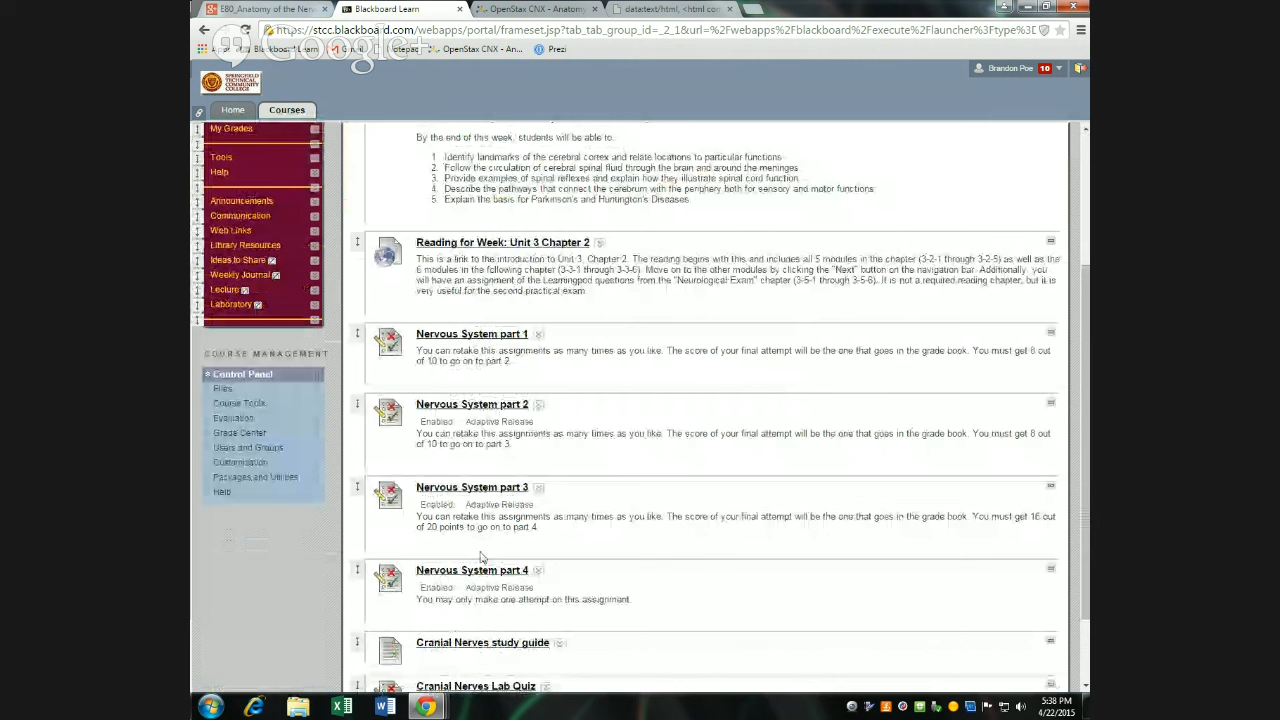 E80_Anatomy of the Nerv
Blackboard Learn
OpenStax CNX - Anatomy
datatext/html, <html con
https://stcc.blackboard.com/webapps/portal/frameset.jsp?tab_tab_group_id=_2_1&url=%2Fwebapps%2Fblackboard%2Fexecute%2Flauncher%3Ftype%3D
Google+
Apps
Blackboard Learn
Gmail
Notepad
OpenStax CNX - An...
Prezi
SPRINGFIELD
TECHNICAL
COMMUNITY
COLLEGE
Brandon Poe 10
Home
Courses
My Grades
Tools
Help
Announcements
Communication
Web Links
Library Resources
Ideas to Share
Weekly Journal
Lecture
Laboratory
COURSE MANAGEMENT
Control Panel
Files
Course Tools
Evaluation
Grade Center
Users and Groups
Customization
Packages and Utilities
Help
By the end of this week, students will be able to:
1. Identify landmarks of the cerebral cortex and relate locations to particular functions
2. Follow the circulation of cerebral spinal fluid through the brain and around the meninges
3. Provide examples of spinal reflexes and explain how they illustrate spinal cord function.
4. Describe the pathways that connect the cerebrum with the periphery both for sensory and motor functions
5. Explain the basis for Parkinson's and Huntington's Diseases
Reading for Week: Unit 3 Chapter 2
This is a link to the introduction to Unit 3, Chapter 2. The reading begins with this and includes all 5 modules in the chapter (3-2-1 through 3-2-5) as well as the
6 modules in the following chapter (3-3-1 through 3-3-6). Move on to the other modules by clicking the "Next" button on the navigation bar. Additionally, you
will have an assignment of the Learningpod questions from the "Neurological Exam" chapter (3-5-1 through 3-5-6). It is not a required reading chapter, but it is
very useful for the second practical exam.
Nervous System part 1
You can retake this assignments as many times as you like. The score of your final attempt will be the one that goes in the grade book. You must get 8 out
of 10 to go on to part 2.
Nervous System part 2
Enabled: Adaptive Release
You can retake this assignments as many times as you like. The score of your final attempt will be the one that goes in the grade book. You must get 8 out
of 10 to go on to part 3.
Nervous System part 3
Enabled: Adaptive Release
You can retake this assignments as many times as you like. The score of your final attempt will be the one that goes in the grade book. You must get 16 out
of 20 points to go on to part 4.
Nervous System part 4
Enabled: Adaptive Release
You may only make one attempt on this assignment.
Cranial Nerves study guide
Cranial Nerves Lab Quiz
5:38 PM
4/22/2015